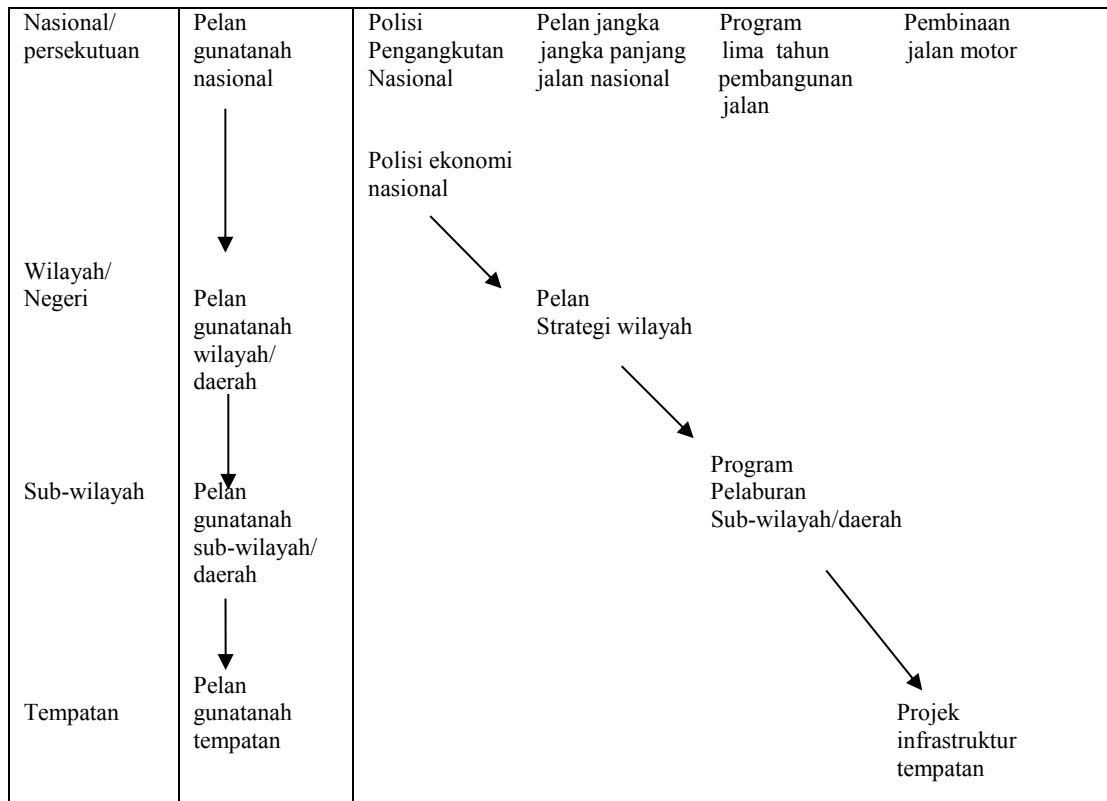 Nasional/
persekutuan
Pelan
gunatanah
nasional
Polisi
Pengangkutan
Nasional
Pelan jangka
jangka panjang
jalan nasional
Program
lima tahun
pembangunan
jalan
Pembinaan
jalan motor
Polisi ekonomi
nasional
Wilayah/
Negeri
Pelan
gunatanah
wilayah/
daerah
Pelan
Strategi wilayah
Sub-wilayah
Pelan
gunatanah
sub-wilayah/
daerah
Program
Pelaburan
Sub-wilayah/daerah
Tempatan
Pelan
gunatanah
tempatan
Projek
infrastruktur
tempatan